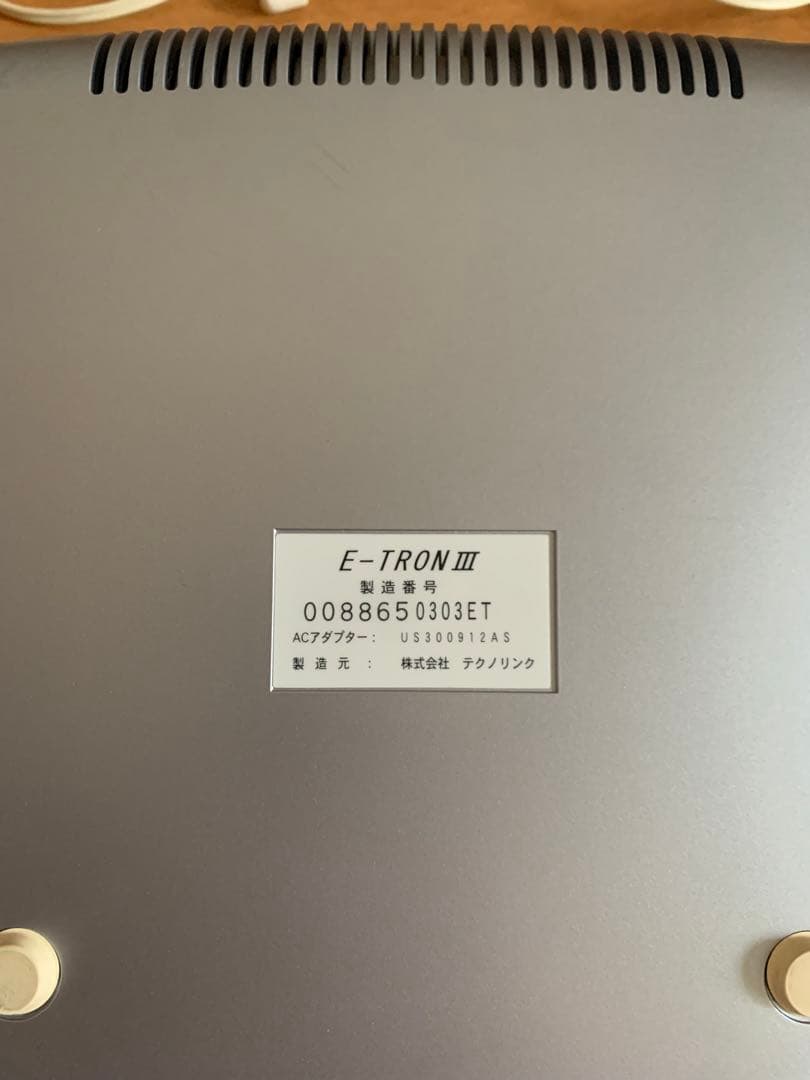 E-TRONⅢ
製造番号
0088650303ET
ACアダプター： US300912AS
製造元 ： 株式会社 テクノリンク